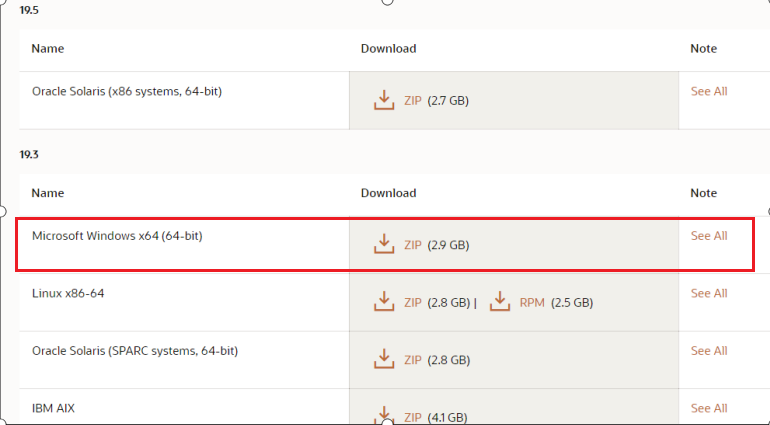 19.5
Name Download Note
Oracle Solaris (x86 systems, 64-bit) ZIP (2.7 GB) See All
19.3
Name Download Note
Microsoft Windows x64 (64-bit) ZIP (2.9 GB) See All
Linux x86-64 ZIP (2.8 GB) | RPM (2.5 GB) See All
Oracle Solaris (SPARC systems, 64-bit) ZIP (2.8 GB) See All
IBM AIX ZIP (4.1 GB) See All